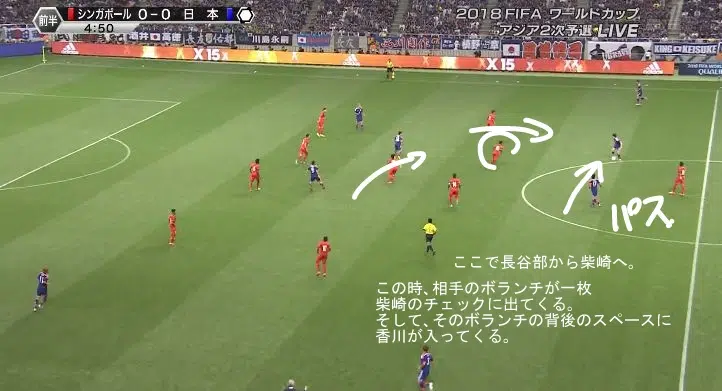 前半 シンガポール 0-0 日本
4:50
2018 FIFA ワールドカップ
アジア2次予選 LIVE
X15
KING KEISUKE
X15
パス
ここで長谷部から柴崎へ。
この時、相手のボランチが一枚
柴崎のチェックに出てくる。
そして、そのボランチの背後のスペースに
香川が入ってくる。